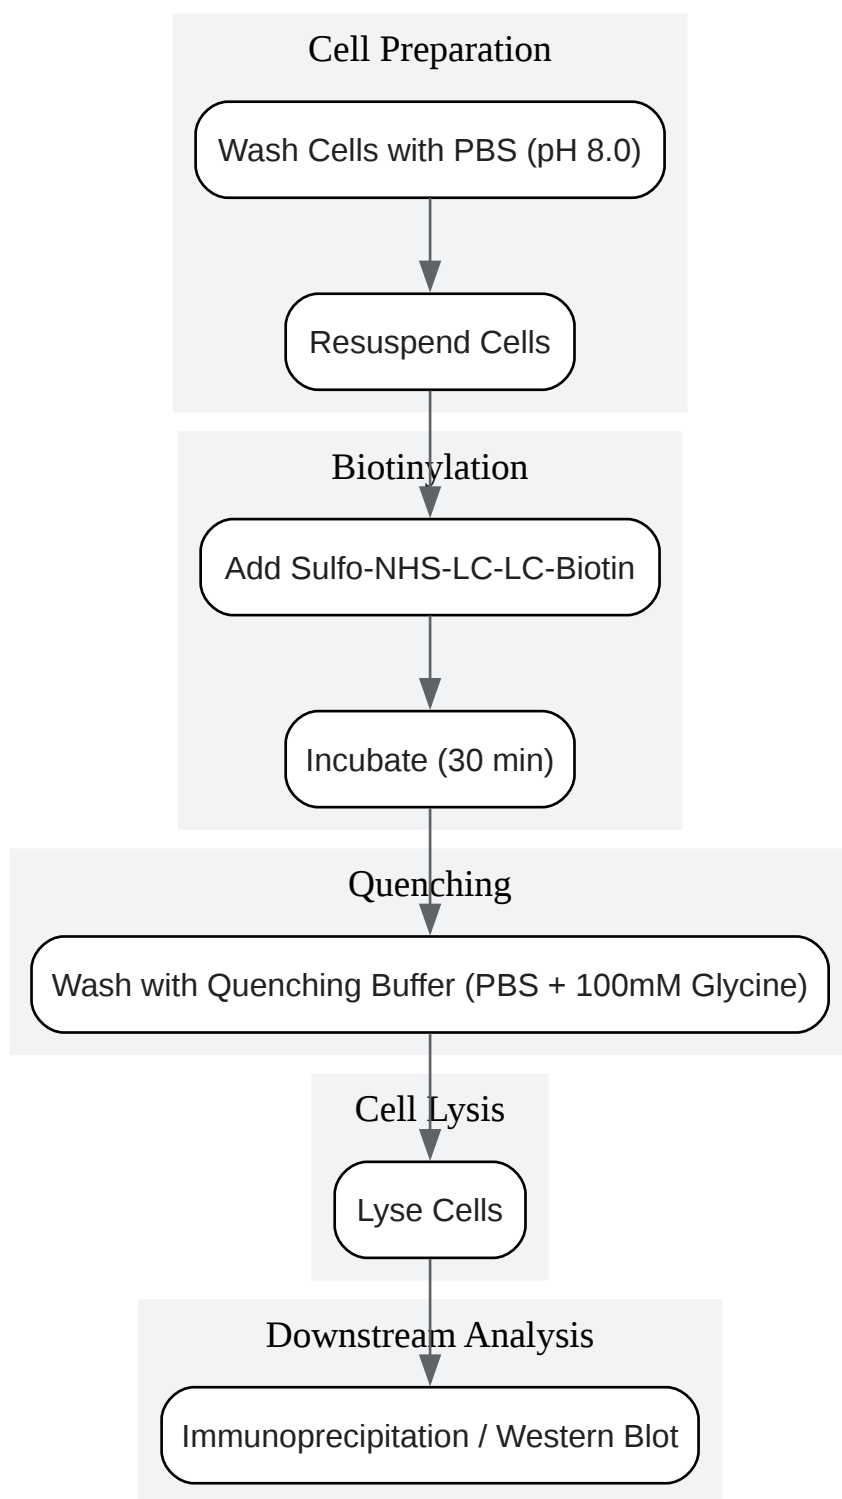 Cell Preparation
Wash Cells with PBS (pH 8.0)
Resuspend Cells
Biotinylation
Add Sulfo-NHS-LC-LC-Biotin
Incubate (30 min)
Quenching
Wash with Quenching Buffer (PBS + 100mM Glycine)
Cell Lysis
Lyse Cells
Downstream Analysis
Immunoprecipitation / Western Blot